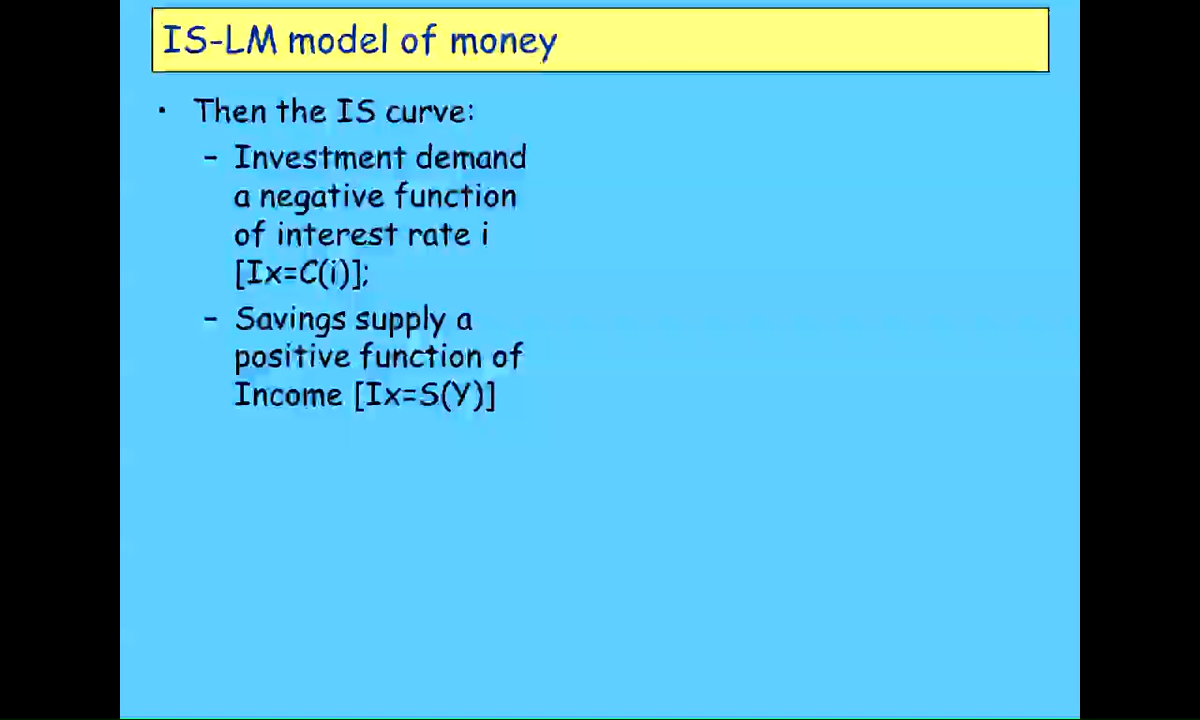 IS-LM model of money
• Then the IS curve:
– Investment demand
a negative function
of interest rate i
[Ix=C(i)];
– Savings supply a
positive function of
Income [Ix=S(Y)]